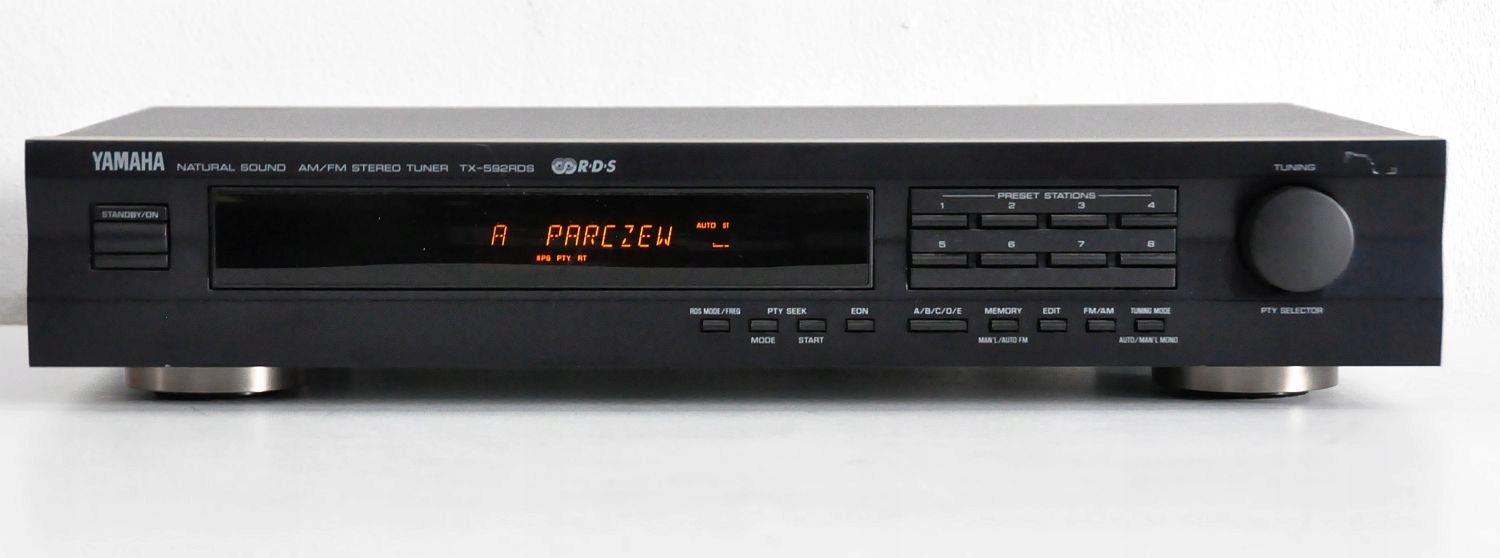 YAMAHA NATURAL SOUND AM/FM STEREO TUNER TX-592RDS R·D·S
TUNING
STANDBY/ON
PRESET STATIONS
1 2 3 4
5 6 7 8
A PARCZEW
AUTO ST
PS PTY RT
PTY SELECTOR
RDS MODE/FREQ PTY SEEK EON A/B/C/D/E MEMORY EDIT FM/AM TUNING MODE
MODE START MAN'L/AUTO FM AUTO/MAN'L MONO